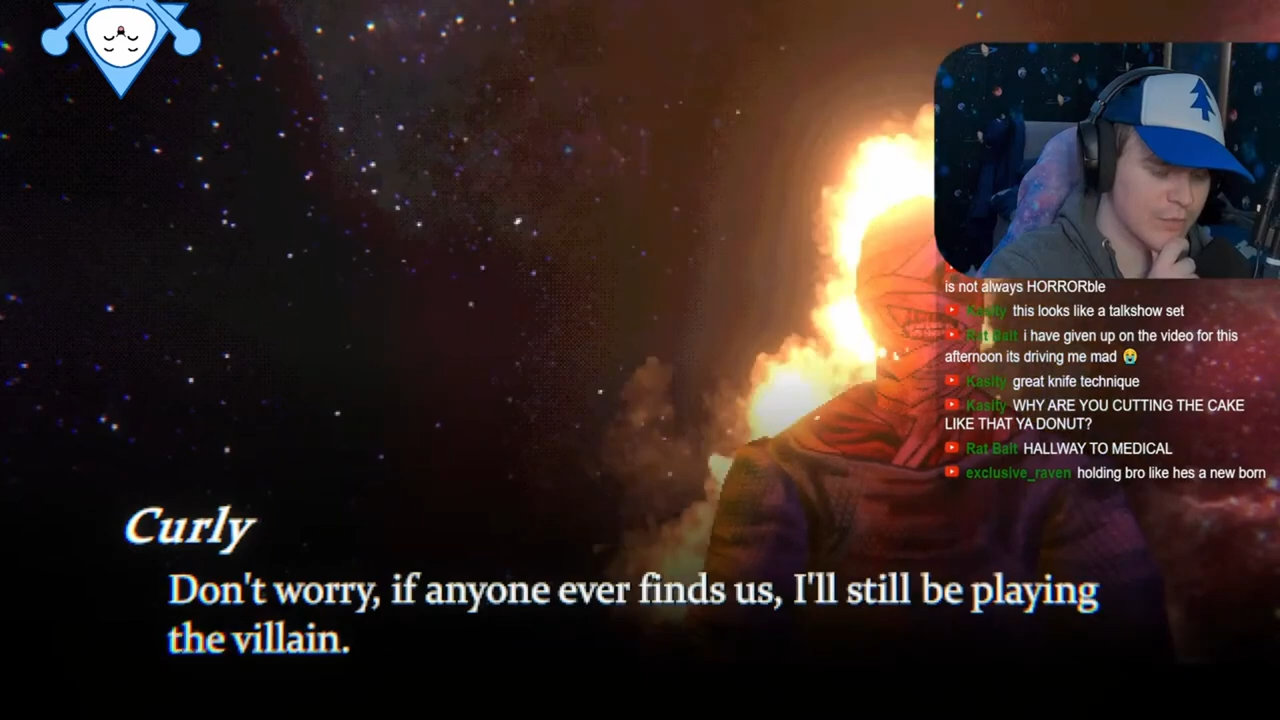 is not always HORRORble
Kasity this looks like a talkshow set
Rat Bait i have given up on the video for this
afternoon its driving me mad 😭
Kasity great knife technique
Kasity WHY ARE YOU CUTTING THE CAKE
LIKE THAT YA DONUT?
Rat Bait HALLWAY TO MEDICAL
exclusive_raven holding bro like hes a new born
Curly
Don't worry, if anyone ever finds us, I'll still be playing
the villain.